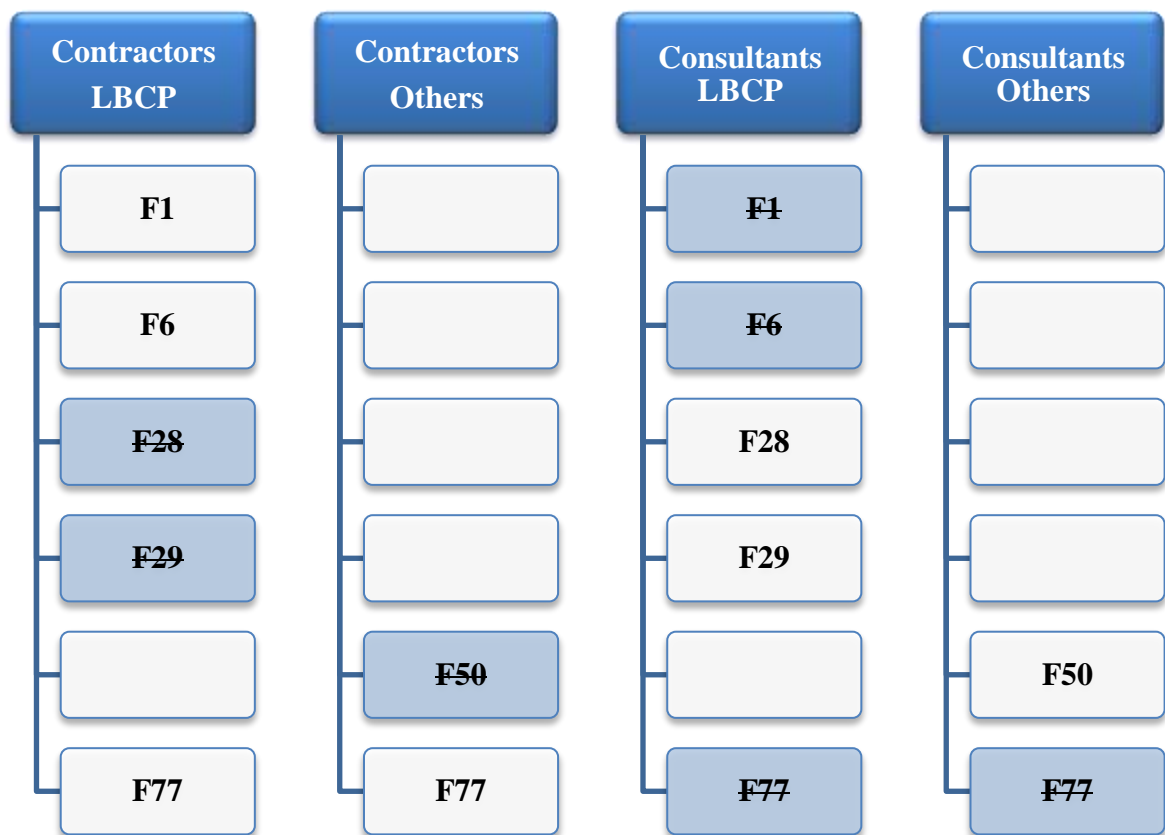 Contractors
LBCP
F1
F6
F28
F29
F77
Contractors
Others
F50
F77
Consultants
LBCP
F1
F6
F28
F29
F77
Consultants
Others
F50
F77